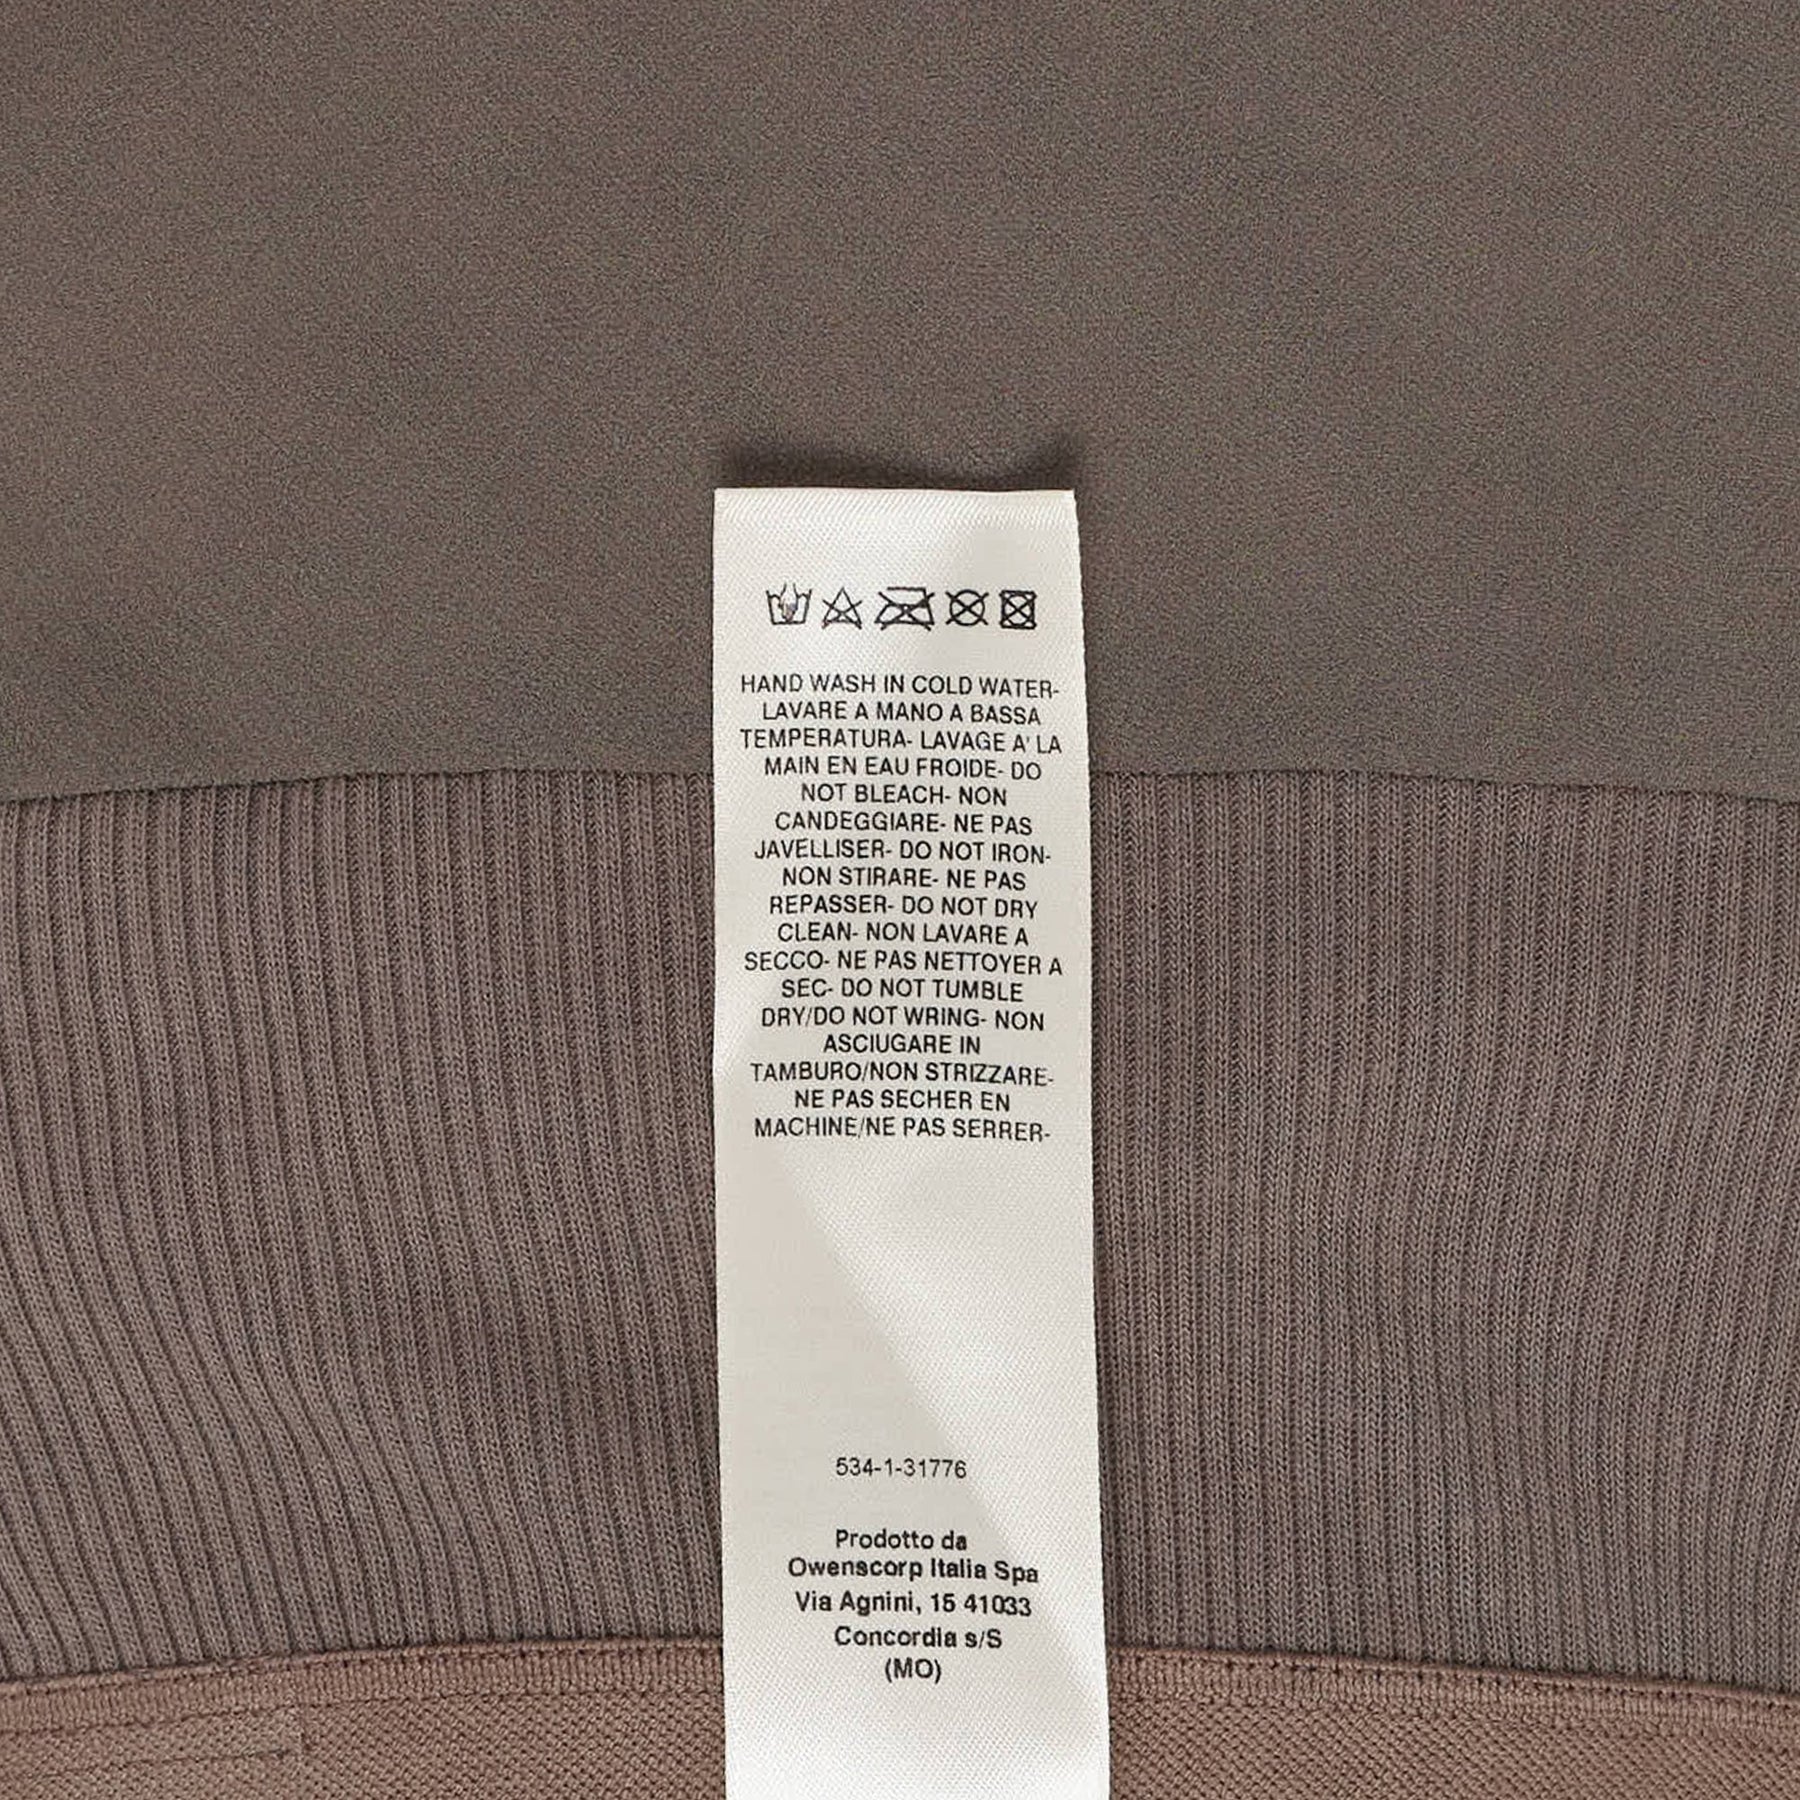 HAND WASH IN COLD WATER-
LAVARE A MANO A BASSA
TEMPERATURA- LAVAGE A' LA
MAIN EN EAU FROIDE- DO
NOT BLEACH- NON
CANDEGGIARE- NE PAS
JAVELLISER- DO NOT IRON-
NON STIRARE- NE PAS
REPASSER- DO NOT DRY
CLEAN- NON LAVARE A
SECCO- NE PAS NETTOYER A
SEC- DO NOT TUMBLE
DRY/DO NOT WRING- NON
ASCIUGARE IN
TAMBURO/NON STRIZZARE-
NE PAS SECHER EN
MACHINE/NE PAS SERRER-
534-1-31776
Prodotto da
Owenscorp Italia Spa
Via Agnini, 15 41033
Concordia s/S
(MO)